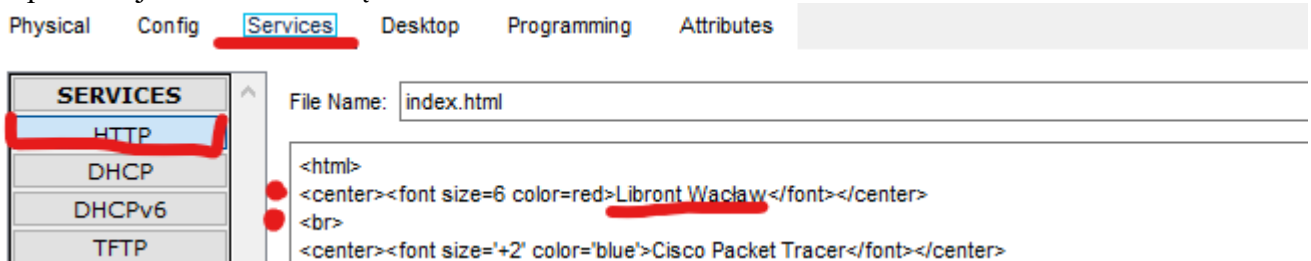 Physical Config Services Desktop Programming Attributes
SERVICES
File Name: index.html
HTTP
DHCP
DHCPv6
TFTP
<html>
<center><font size=6 color=red>Libront Wacław</font></center>
<br>
<center><font size='+2' color='blue'>Cisco Packet Tracer</font></center>